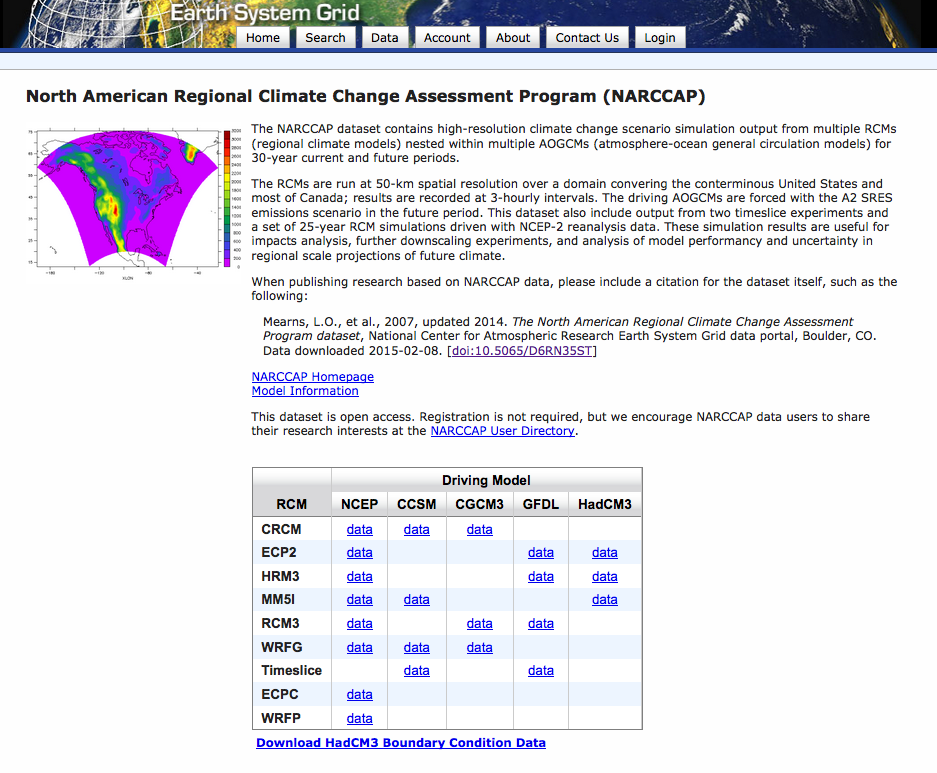 Earth System Grid
Home Search Data Account About Contact Us Login
North American Regional Climate Change Assessment Program (NARCCAP)
The NARCCAP dataset contains high-resolution climate change scenario simulation output from multiple RCMs
(regional climate models) nested within multiple AOGCMs (atmosphere-ocean general circulation models) for
30-year current and future periods.
The RCMs are run at 50-km spatial resolution over a domain convering the conterminous United States and
most of Canada; results are recorded at 3-hourly intervals. The driving AOGCMs are forced with the A2 SRES
emissions scenario in the future period. This dataset also include output from two timeslice experiments and
a set of 25-year RCM simulations driven with NCEP-2 reanalysis data. These simulation results are useful for
impacts analysis, further downscaling experiments, and analysis of model performancy and uncertainty in
regional scale projections of future climate.
When publishing research based on NARCCAP data, please include a citation for the dataset itself, such as the
following:
Mearns, L.O., et al., 2007, updated 2014. The North American Regional Climate Change Assessment
Program dataset, National Center for Atmospheric Research Earth System Grid data portal, Boulder, CO.
Data downloaded 2015-02-08. [doi:10.5065/D6RN35ST]
NARCCAP Homepage
Model Information
This dataset is open access. Registration is not required, but we encourage NARCCAP data users to share
their research interests at the NARCCAP User Directory.
Driving Model
RCM NCEP CCSM CGCM3 GFDL HadCM3
CRCM data data data
ECP2 data data data
HRM3 data data data
MM5I data data data
RCM3 data data data
WRFG data data data
Timeslice data data
ECPC data
WRFP data
Download HadCM3 Boundary Condition Data